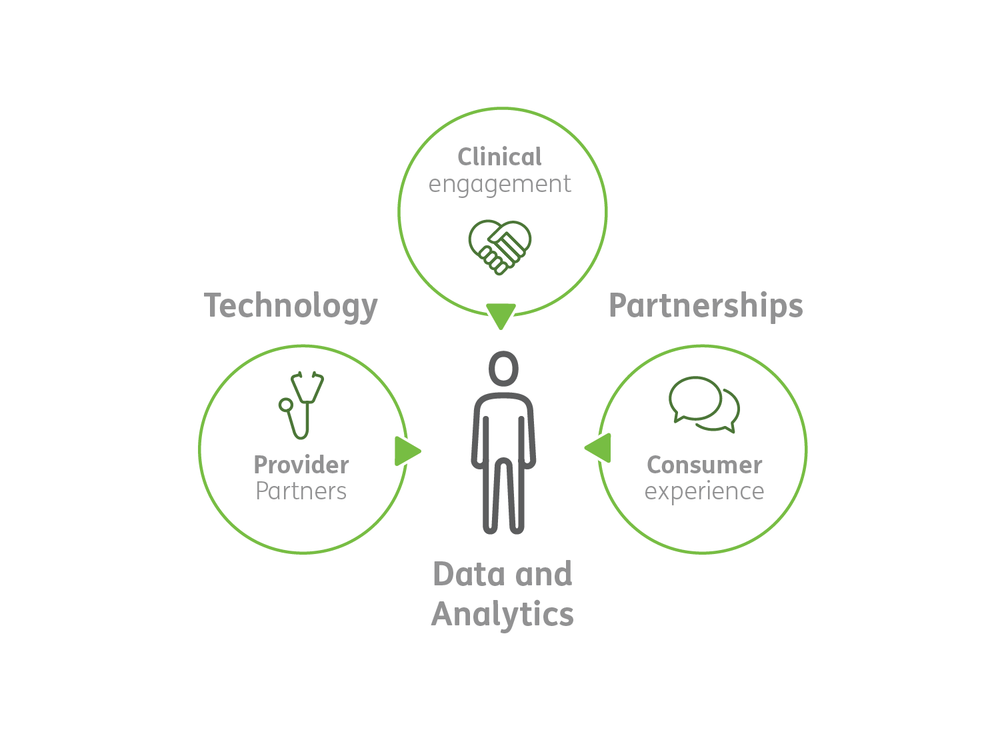 Clinical
engagement
Technology
Partnerships
Provider
Partners
Consumer
experience
Data and
Analytics